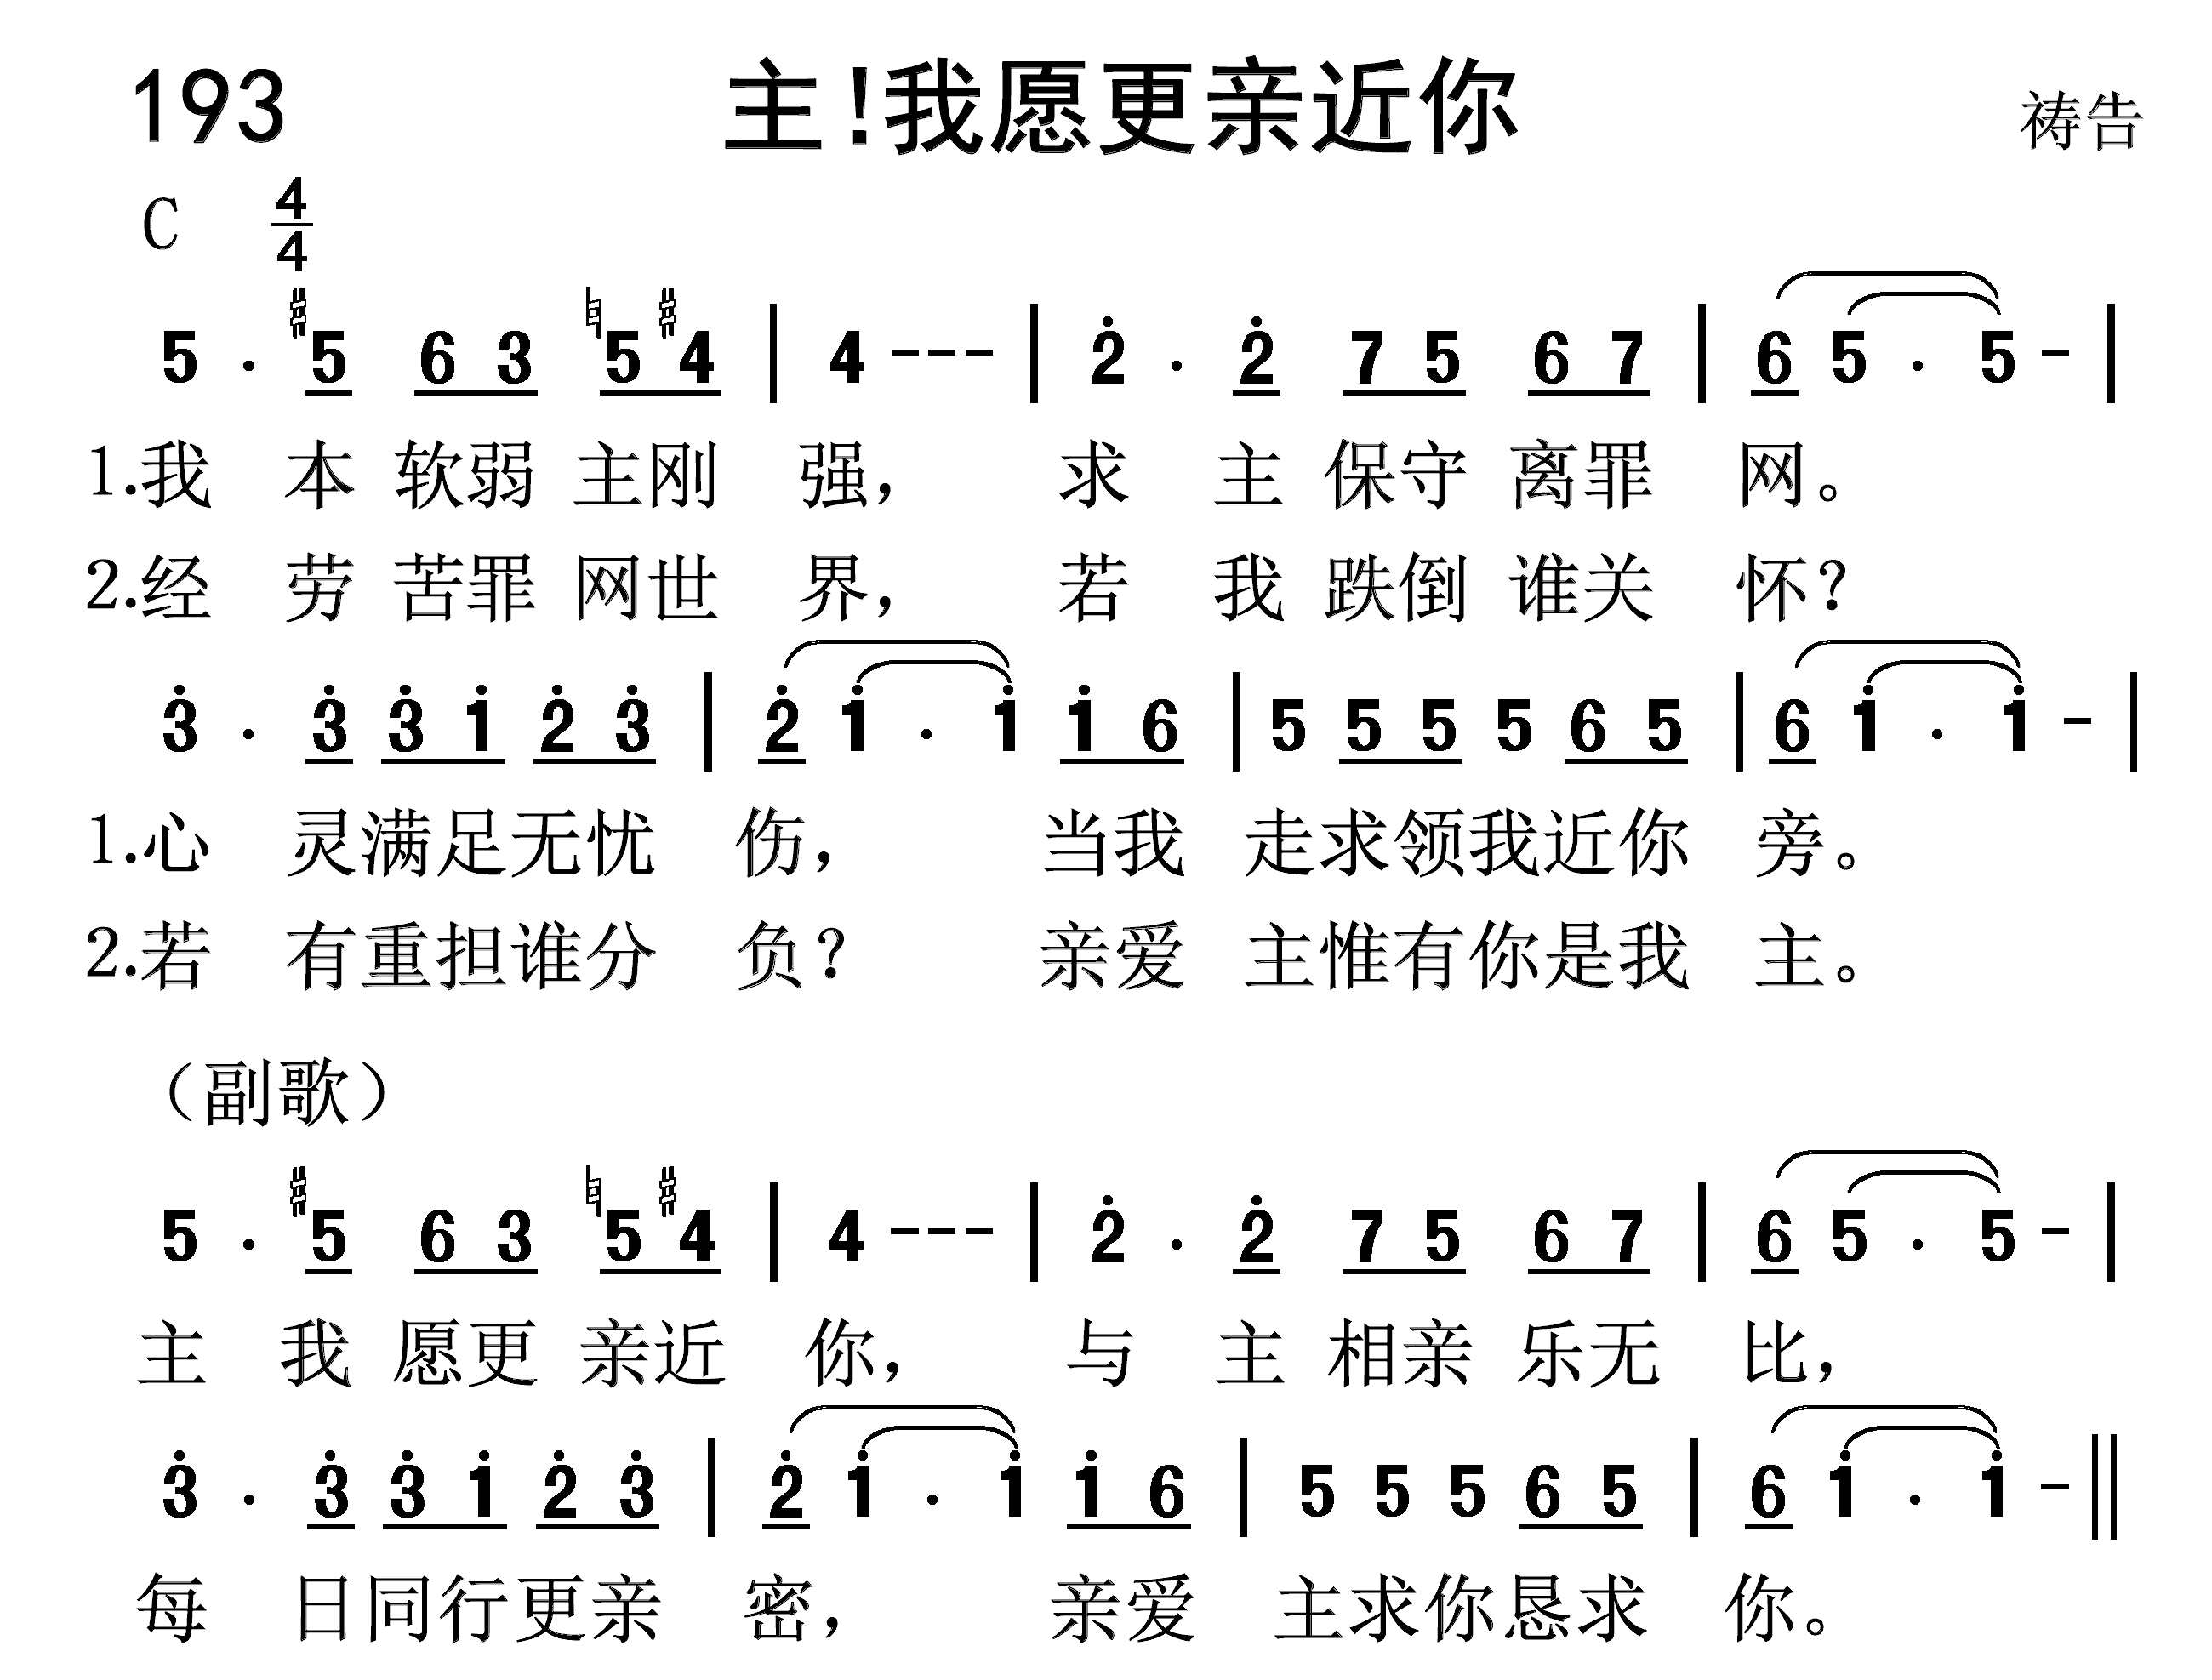 193 主!我愿更亲近你 祷告
C 4/4
5 . #5 6 3 ♮5 #4 | 4 --- | 2̇ . 2̇ 7 5 6 7 | 6 5 . 5 - |
1.我 本 软弱 主刚 强， 求 主 保守 离罪 网。
2.经 劳 苦罪 网世 界， 若 我 跌倒 谁关 怀？
3̇ . 3̇ 3̇ 1̇ 2̇ 3̇ | 2̇ 1̇ . 1̇ 1̇ 6 | 5 5 5 5 6 5 | 6 1̇ . 1̇ - |
1.心 灵满足无忧 伤， 当我 走求领我近你 旁。
2.若 有重担谁分 负？ 亲爱 主惟有你是我 主。
（副歌）
5 . #5 6 3 ♮5 #4 | 4 --- | 2̇ . 2̇ 7 5 6 7 | 6 5 . 5 - |
主 我 愿更 亲近 你， 与 主 相亲 乐无 比，
3̇ . 3̇ 3̇ 1̇ 2̇ 3̇ | 2̇ 1̇ . 1̇ 1̇ 6 | 5 5 5 6 5 | 6 1̇ . 1̇ - ||
每 日同行更亲 密， 亲爱 主求你恳求 你。